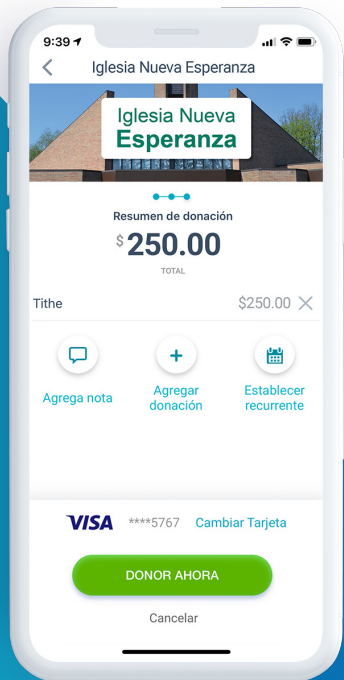 9:39
Iglesia Nueva Esperanza
Iglesia Nueva
Esperanza
Resumen de donación
$250.00
TOTAL
Tithe $250.00
Agrega nota
Agregar
donación
Establecer
recurrente
VISA ****5767 Cambiar Tarjeta
DONOR AHORA
Cancelar